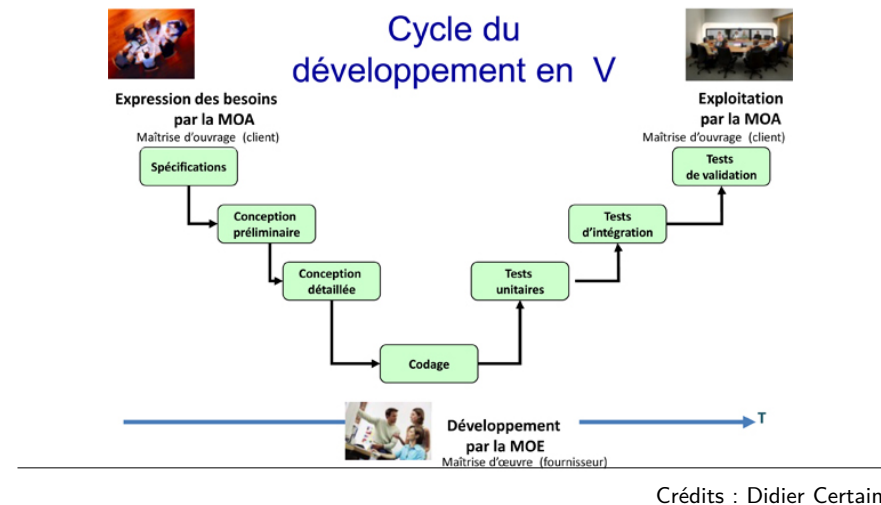 Cycle du
développement en V
Expression des besoins
par la MOA
Maîtrise d'ouvrage (client)
Exploitation
par la MOA
Maîtrise d'ouvrage (client)
Spécifications
Conception
préliminaire
Conception
détaillée
Codage
Tests
unitaires
Tests
d'intégration
Tests
de validation
T
Développement
par la MOE
Maîtrise d'œuvre (fournisseur)
Crédits : Didier Certain